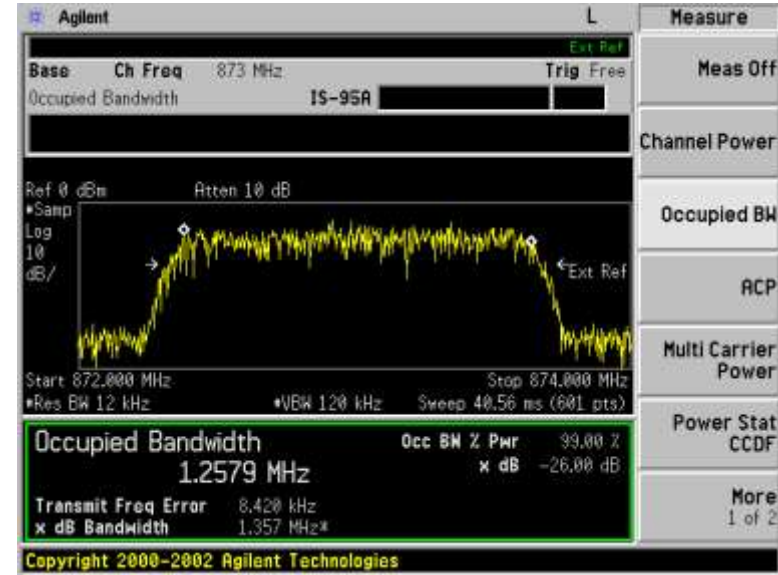 Agilent L Measure
Ext Ref
Base Ch Freq 873 MHz Trig Free
Meas Off
Occupied Bandwidth IS-95A
Channel Power
Ref 0 dBm Atten 10 dB
*Samp
Log
10
dB/
Occupied BW
Ext Ref
ACP
Multi Carrier
Power
Start 872.000 MHz Stop 874.000 MHz
*Res BW 12 kHz *VBW 120 kHz Sweep 40.56 ms (601 pts)
Power Stat
CCDF
Occupied Bandwidth Occ BW % Pwr 99.00 %
1.2579 MHz x dB -26.00 dB
Transmit Freq Error 8.420 kHz
x dB Bandwidth 1.357 MHz*
More
1 of 2
Copyright 2000-2002 Agilent Technologies